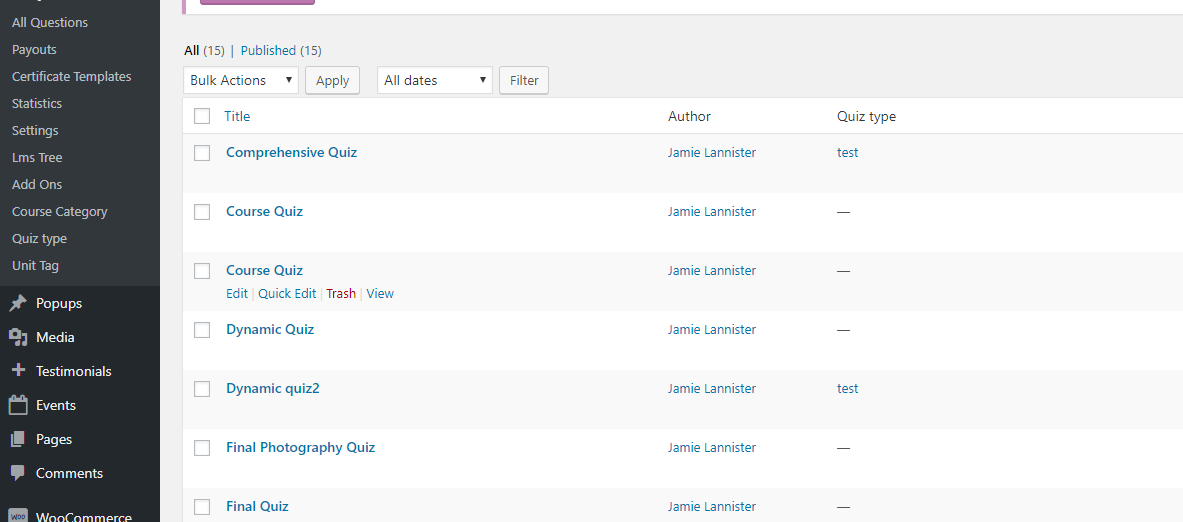 All Questions
Payouts
Certificate Templates
Statistics
Settings
Lms Tree
Add Ons
Course Category
Quiz type
Unit Tag
Popups
Media
Testimonials
Events
Pages
Comments
WOO WooCommerce
All (15) | Published (15)
Bulk Actions Apply All dates Filter
Title Author Quiz type
Comprehensive Quiz Jamie Lannister test
Course Quiz Jamie Lannister —
Course Quiz Jamie Lannister —
Edit | Quick Edit | Trash | View
Dynamic Quiz Jamie Lannister —
Dynamic quiz2 Jamie Lannister test
Final Photography Quiz Jamie Lannister —
Final Quiz Jamie Lannister —